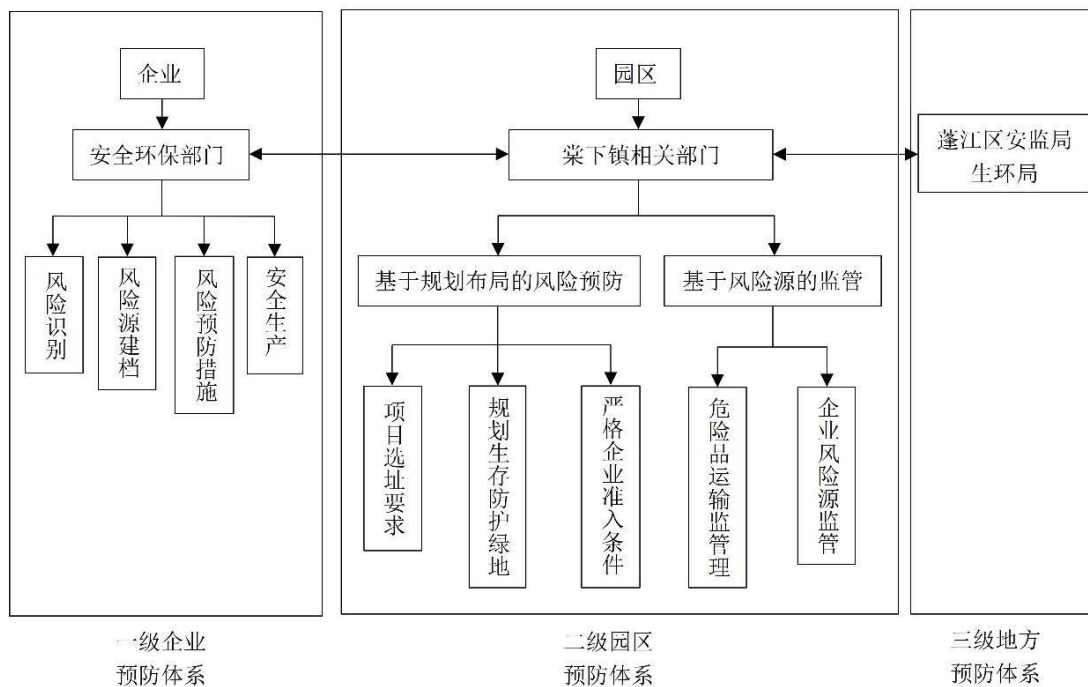 企业
园区
安全环保部门
棠下镇相关部门
蓬江区安监局
生环局
风险识别
风险源建档
风险预防措施
安全生产
基于规划布局的风险预防
基于风险源的监管
项目选址要求
规划生存防护绿地
严格企业准入条件
危险品运输监管理
企业风险源监管
一级企业
预防体系
二级园区
预防体系
三级地方
预防体系